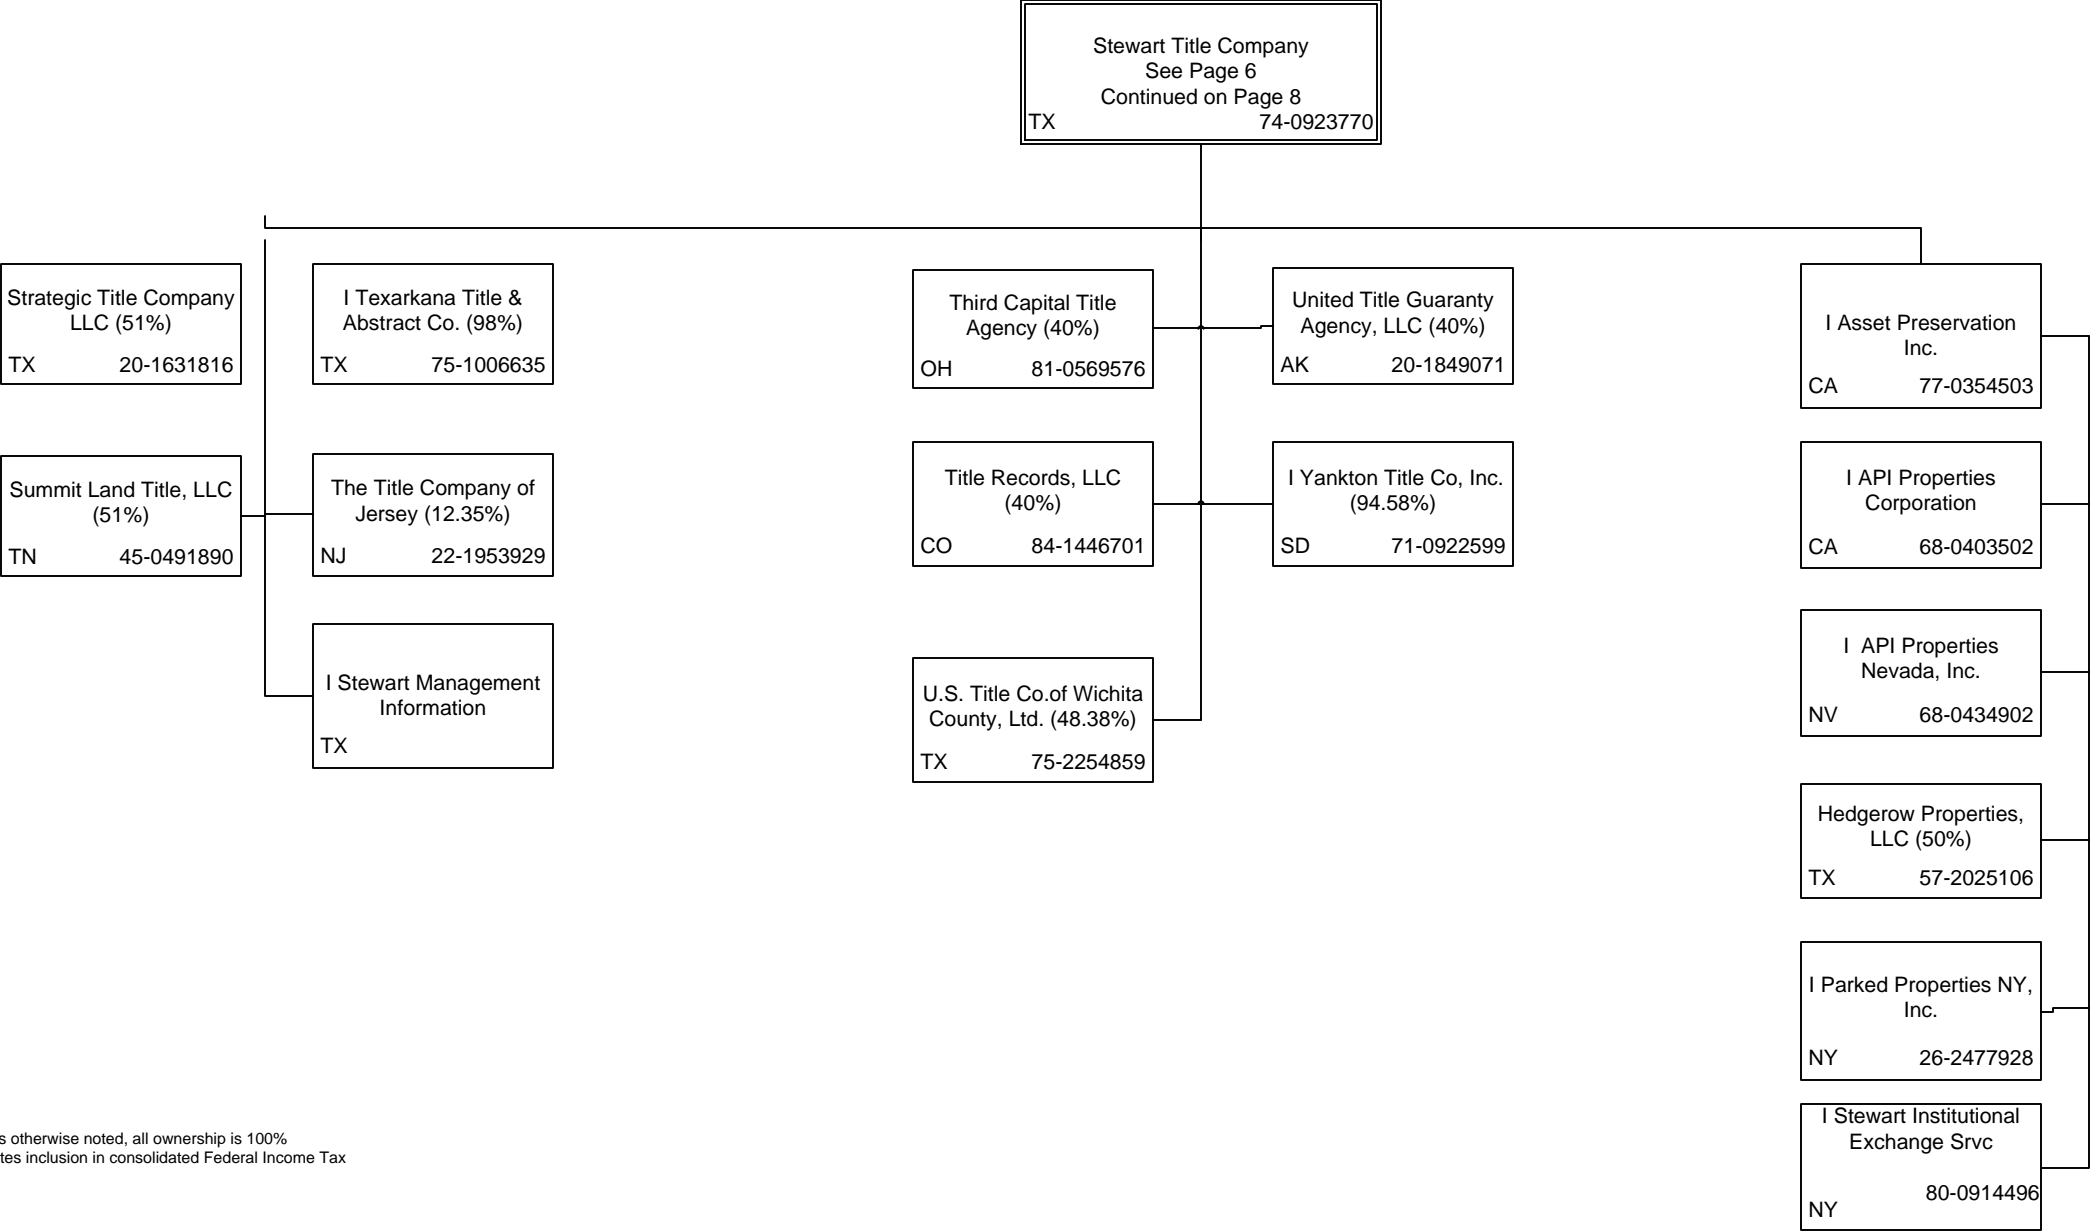 Stewart Title Company
See Page 6
Continued on Page 8
TX 74-0923770
Strategic Title Company
LLC (51%)
TX 20-1631816
I Texarkana Title &
Abstract Co. (98%)
TX 75-1006635
Third Capital Title
Agency (40%)
OH 81-0569576
United Title Guaranty
Agency, LLC (40%)
AK 20-1849071
I Asset Preservation
Inc.
CA 77-0354503
Summit Land Title, LLC
(51%)
TN 45-0491890
The Title Company of
Jersey (12.35%)
NJ 22-1953929
Title Records, LLC
(40%)
CO 84-1446701
I Yankton Title Co, Inc.
(94.58%)
SD 71-0922599
I API Properties
Corporation
CA 68-0403502
I Stewart Management
Information
TX
U.S. Title Co.of Wichita
County, Ltd. (48.38%)
TX 75-2254859
I API Properties
Nevada, Inc.
NV 68-0434902
Hedgerow Properties,
LLC (50%)
TX 57-2025106
I Parked Properties NY,
Inc.
NY 26-2477928
I Stewart Institutional
Exchange Srvc
80-0914496
NY
s otherwise noted, all ownership is 100%
tes inclusion in consolidated Federal Income Tax